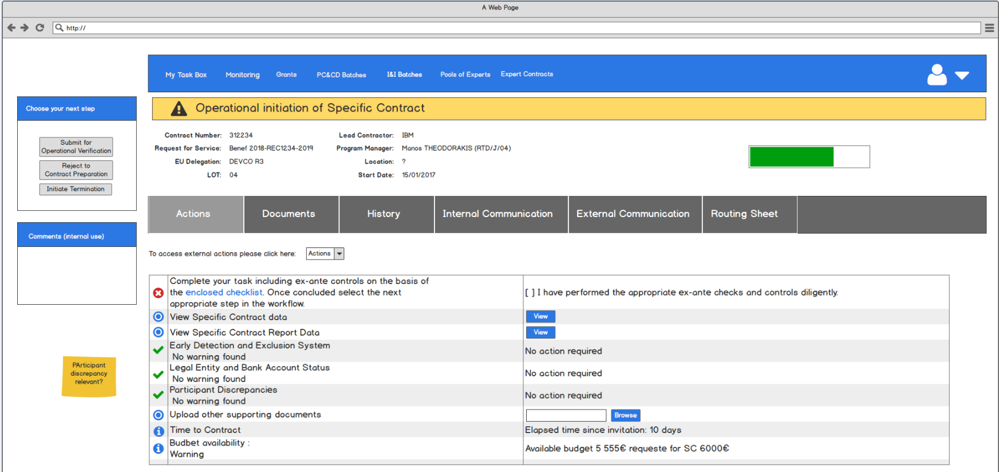 A Web Page
http://
My Task Box Monitoring Grants PC&CD Batches I&I Batches Pools of Experts Expert Contracts
Choose your next step
Submit for
Operational Verification
Reject to
Contract Preparation
Initiate Termination
Comments (internal use)
PArticipant
discrepancy
relevant?
Operational initiation of Specific Contract
Contract Number: 312234 Lead Contractor: IBM
Request for Service: Benef 2018-REC1234-2019 Program Manager: Manos THEODORAKIS (RTD/J/04)
EU Delegation: DEVCO R3 Location: ?
LOT: 04 Start Date: 15/01/2017
Actions Documents History Internal Communication External Communication Routing Sheet
To access external actions please click here: Actions
Complete your task including ex-ante controls on the basis of
the enclosed checklist. Once concluded select the next
appropriate step in the workflow.
[ ] I have performed the appropriate ex-ante checks and controls diligently.
View Specific Contract data View
View Specific Contract Report Data View
Early Detection and Exclusion System
No warning found
No action required
Legal Entity and Bank Account Status
No warning found
No action required
Participant Discrepancies
No warning found
No action required
Upload other supporting documents Browse
Time to Contract Elapsed time since invitation: 10 days
Budbet availability :
Warning
Available budget 5 555€ requeste for SC 6000€